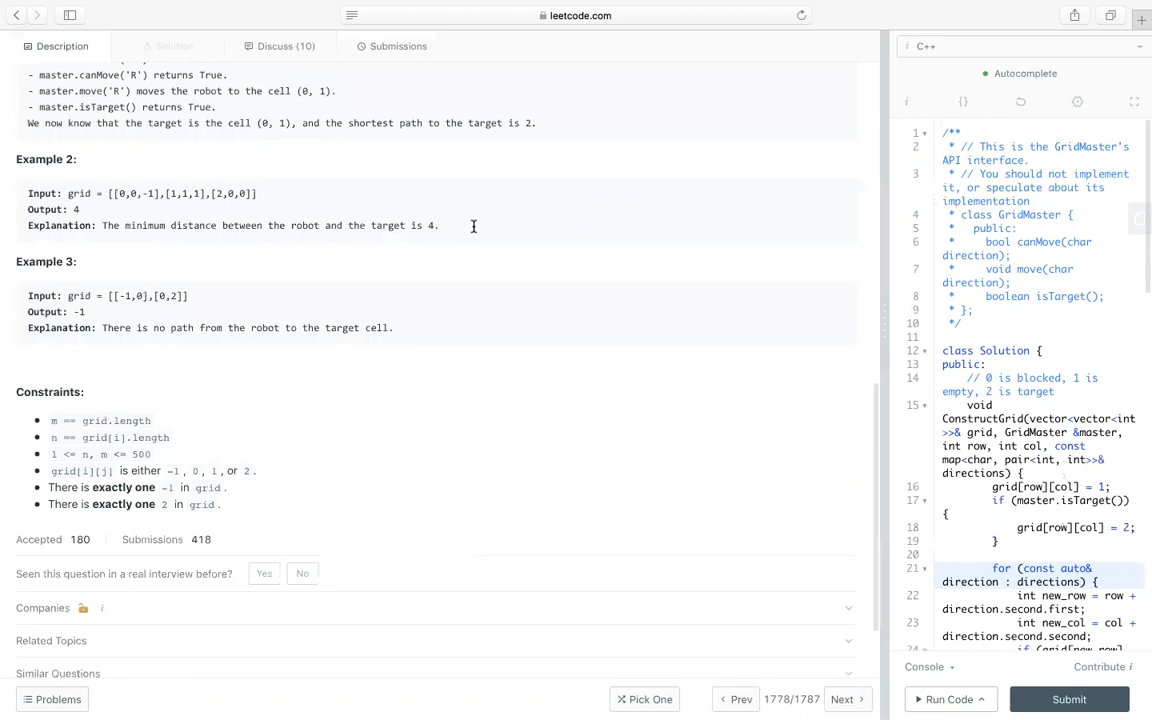 leetcode.com
Description
Solution
Discuss (10)
Submissions
- master.canMove('R') returns True.
- master.move('R') moves the robot to the cell (0, 1).
- master.isTarget() returns True.
We now know that the target is the cell (0, 1), and the shortest path to the target is 2.
Example 2:
Input: grid = [[0,0,-1],[1,1,1],[2,0,0]]
Output: 4
Explanation: The minimum distance between the robot and the target is 4.
Example 3:
Input: grid = [[-1,0],[0,2]]
Output: -1
Explanation: There is no path from the robot to the target cell.
Constraints:
m == grid.length
n == grid[i].length
1 <= n, m <= 500
grid[i][j] is either -1, 0, 1, or 2.
There is exactly one -1 in grid.
There is exactly one 2 in grid.
Accepted 180 Submissions 418
Seen this question in a real interview before? Yes No
Companies i
Related Topics
Similar Questions
Problems
Pick One
Prev
1778/1787
Next
i C++
Autocomplete
i {}
1 /**
2 * // This is the GridMaster's
API interface.
3 * // You should not implement
it, or speculate about its
implementation
4 * class GridMaster {
5 * public:
6 * bool canMove(char
direction);
7 * void move(char
direction);
8 * boolean isTarget();
9 * };
10 */
11
12 class Solution {
13 public:
14 // 0 is blocked, 1 is
empty, 2 is target
15 void
ConstructGrid(vector<vector<int
>>& grid, GridMaster &master,
int row, int col, const
map<char, pair<int, int>>&
directions) {
16 grid[row][col] = 1;
17 if (master.isTarget())
{
18 grid[row][col] = 2;
19 }
20
21 for (const auto&
direction : directions) {
22 int new_row = row +
direction.second.first;
23 int new_col = col +
direction.second.second;
24 if (grid[new_row]
Console
Contribute i
Run Code
Submit